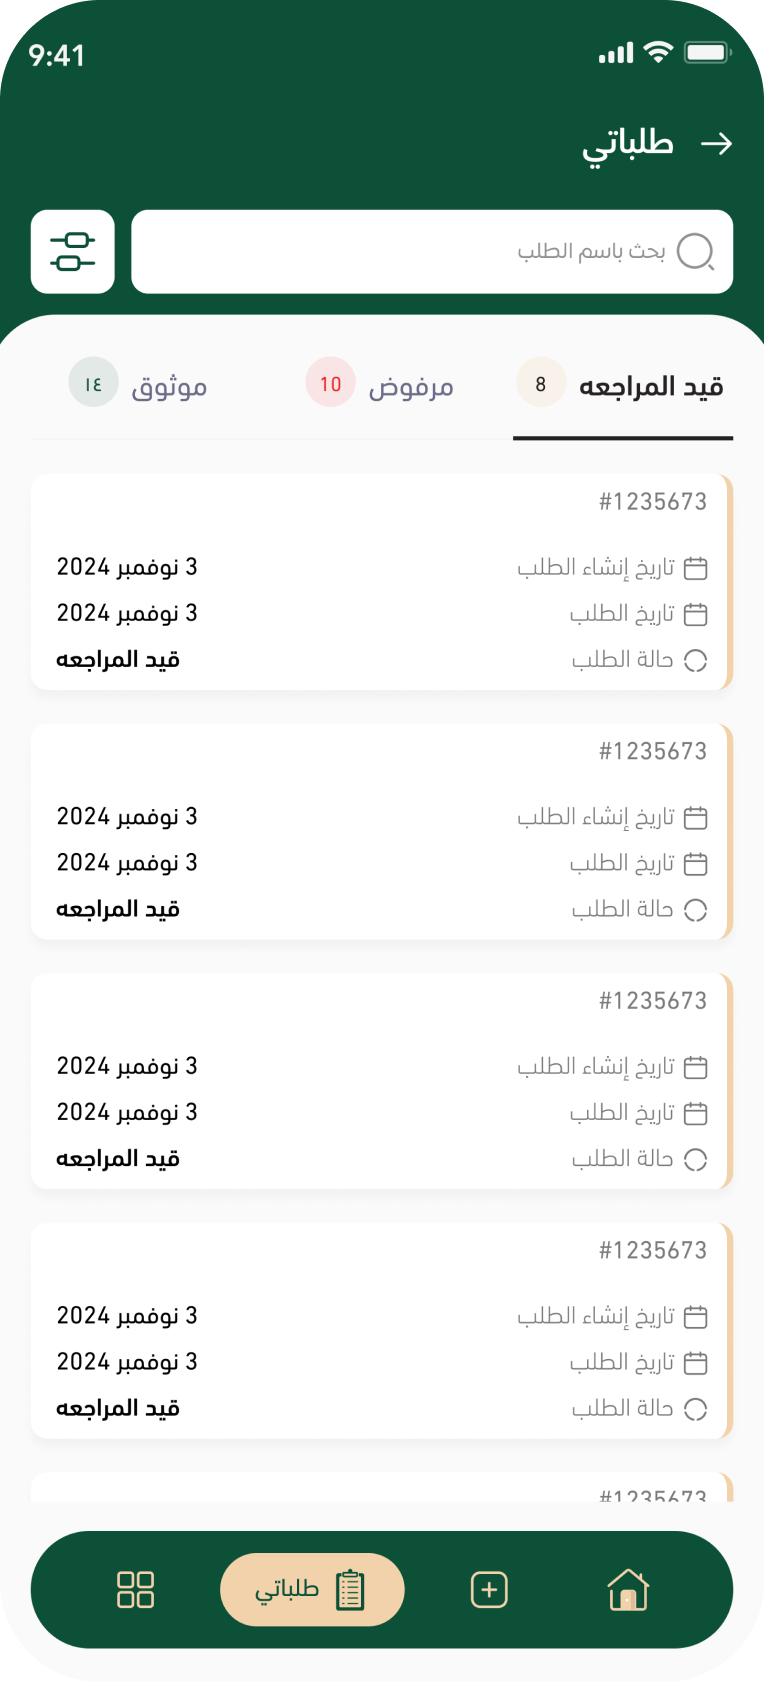 9:41
طلباتي
بحث باسم الطلب
قيد المراجعه 8 مرفوض 10 موثوق ١٤
#1235673
تاريخ إنشاء الطلب 3 نوفمبر 2024
تاريخ الطلب 3 نوفمبر 2024
حالة الطلب قيد المراجعه
#1235673
تاريخ إنشاء الطلب 3 نوفمبر 2024
تاريخ الطلب 3 نوفمبر 2024
حالة الطلب قيد المراجعه
#1235673
تاريخ إنشاء الطلب 3 نوفمبر 2024
تاريخ الطلب 3 نوفمبر 2024
حالة الطلب قيد المراجعه
#1235673
تاريخ إنشاء الطلب 3 نوفمبر 2024
تاريخ الطلب 3 نوفمبر 2024
حالة الطلب قيد المراجعه
#1235673
طلباتي